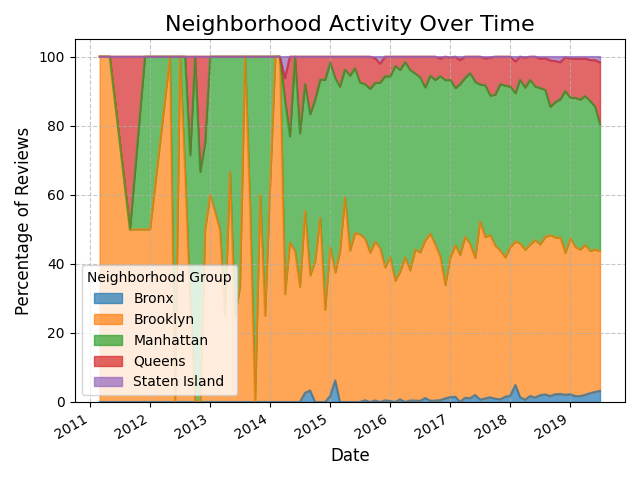 Neighborhood Activity Over Time
Percentage of Reviews
100
80
60
40
20
0
Neighborhood Group
Bronx
Brooklyn
Manhattan
Queens
Staten Island
2011
2012
2013
2014
2015
2016
2017
2018
2019
Date